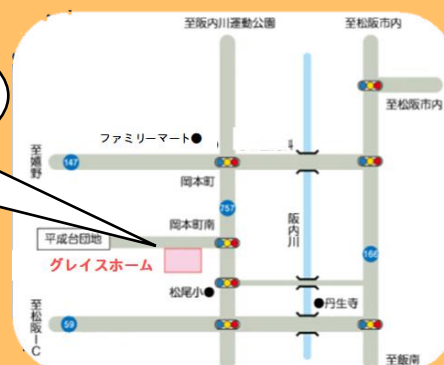 至阪内川運動公園
至松阪市内
至松阪市内
ファミリーマート●
至嬉野
147
岡本町
757
岡本町南
阪内川
平成台団地
グレイスホーム
166
松尾小●
●丹生寺
至松阪IC
59
至飯南